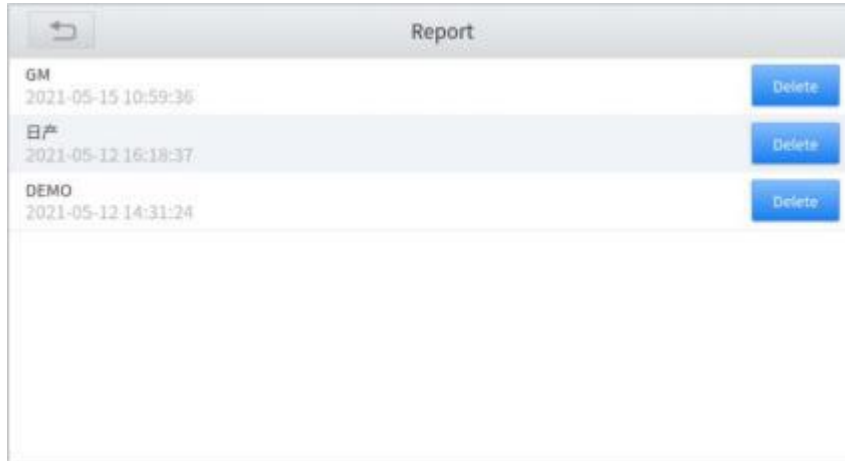 Report
GM
2021-05-15 10:59:36
Delete
日产
2021-05-12 16:18:37
Delete
DEMO
2021-05-12 14:31:24
Delete